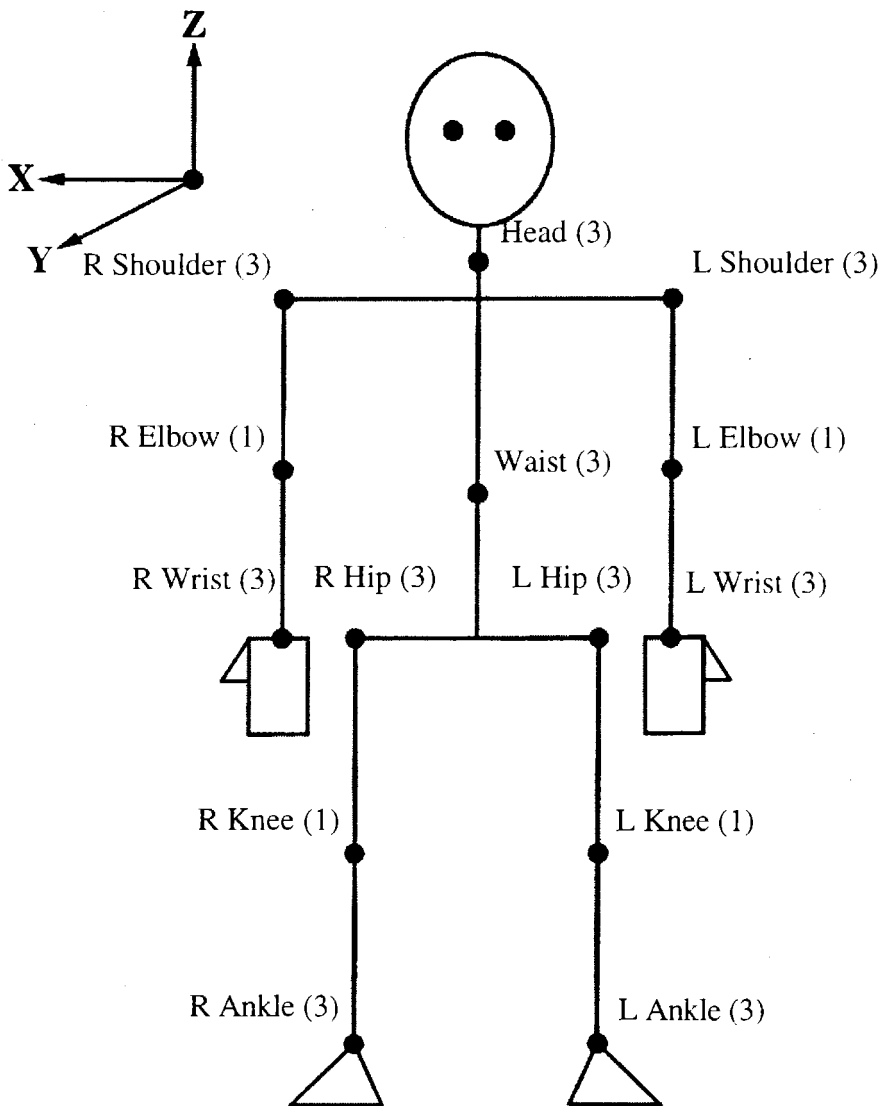 Z
X
Y
Head (3)
R Shoulder (3)
L Shoulder (3)
R Elbow (1)
L Elbow (1)
Waist (3)
R Wrist (3)
R Hip (3)
L Hip (3)
L Wrist (3)
R Knee (1)
L Knee (1)
R Ankle (3)
L Ankle (3)